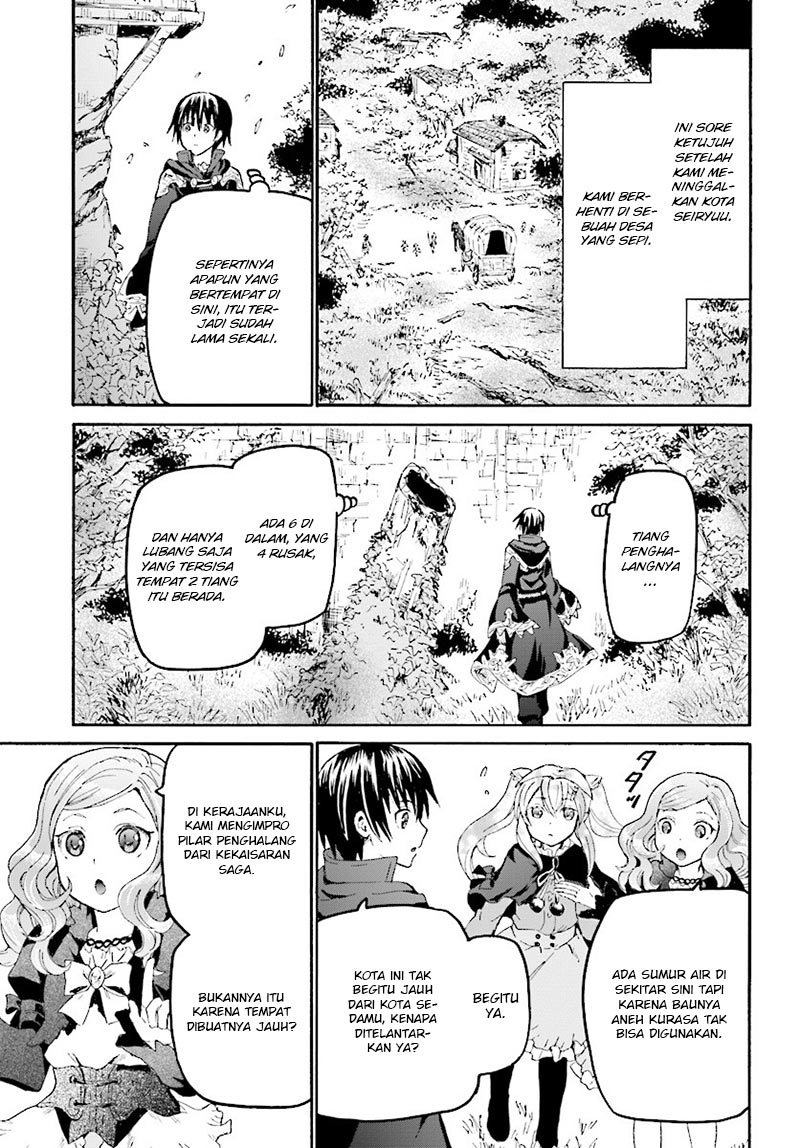 INI SORE
KETUJUH
SETELAH
KAMI ME-
NINGGAL-
KAN KOTA
SEIRYUU.
KAMI BER-
HENTI DI SE-
BUAH DESA
YANG SEPI.
SEPERTINYA
APAPUN YANG
BERTEMPAT DI
SINI, ITU TER-
JADI SUDAH
LAMA SEKALI.
TIANG
PENGHA-
LANGNYA
...
ADA 6 DI
DALAM, YANG
4 RUSAK,
DAN HANYA
LUBANG SAJA
YANG TERSISA
TEMPAT 2 TIANG
ITU BERADA.
タタ
ADA SUMUR AIR DI
SEKITAR SINI TAPI
KARENA BAUNYA
ANEH KURASA TAK
BISA DIGUNAKAN.
BEGITU
YA.
KOTA INI TAK
BEGITU JAUH
DARI KOTA SE-
DAMU, KENAPA
DITELANTAR-
KAN YA?
DI KERAJAANKU,
KAMI MENGIMPRO
PILAR PENGHALANG
DARI KEKAISARAN
SAGA.
BUKANNYA ITU
KARENA TEMPAT
DIBUATNYA JAUH?